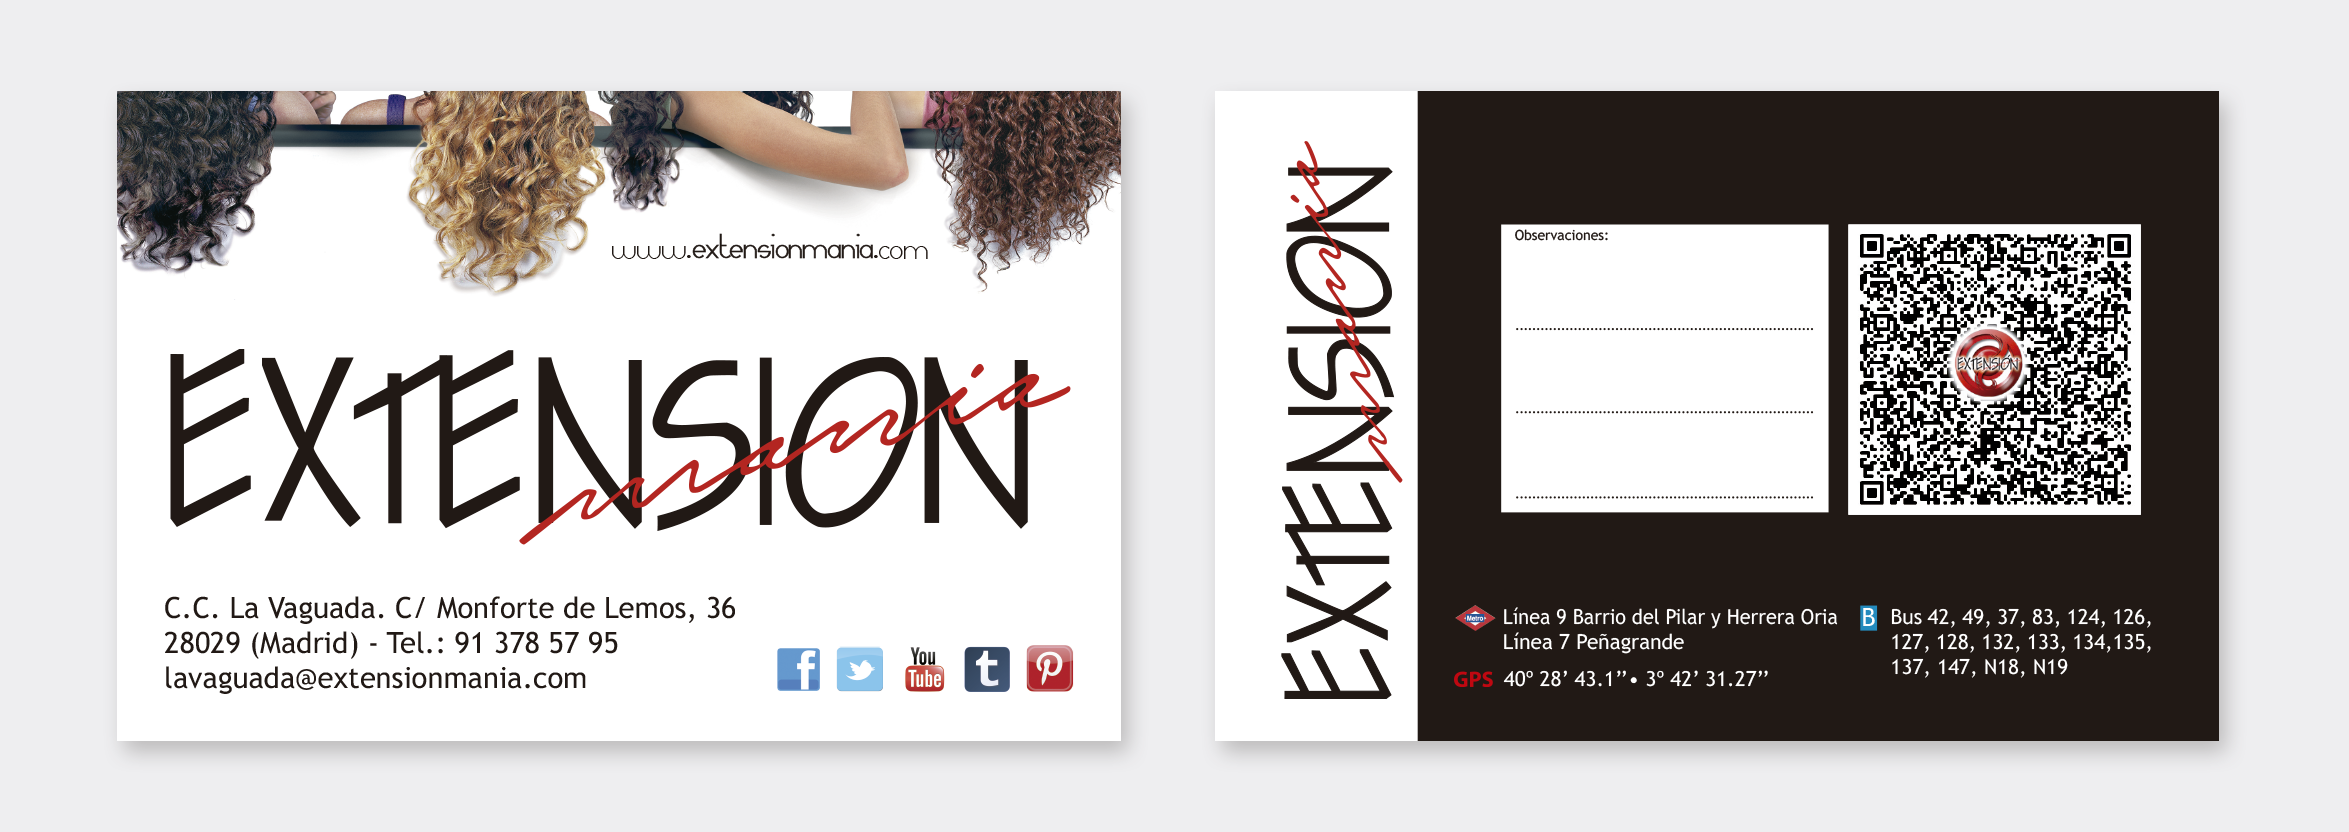 www.extensionmania.com
EXTENSION
mania
C.C. La Vaguada. C/ Monforte de Lemos, 36
28029 (Madrid) - Tel.: 91 378 57 95
lavaguada@extensionmania.com
f
You
Tube
t
P
EXTENSION
mania
Observaciones:
EXTENSIÓN
Metro
Línea 9 Barrio del Pilar y Herrera Oria
Línea 7 Peñagrande
GPS 40º 28’ 43.1’’• 3º 42’ 31.27’’
B Bus 42, 49, 37, 83, 124, 126,
127, 128, 132, 133, 134,135,
137, 147, N18, N19